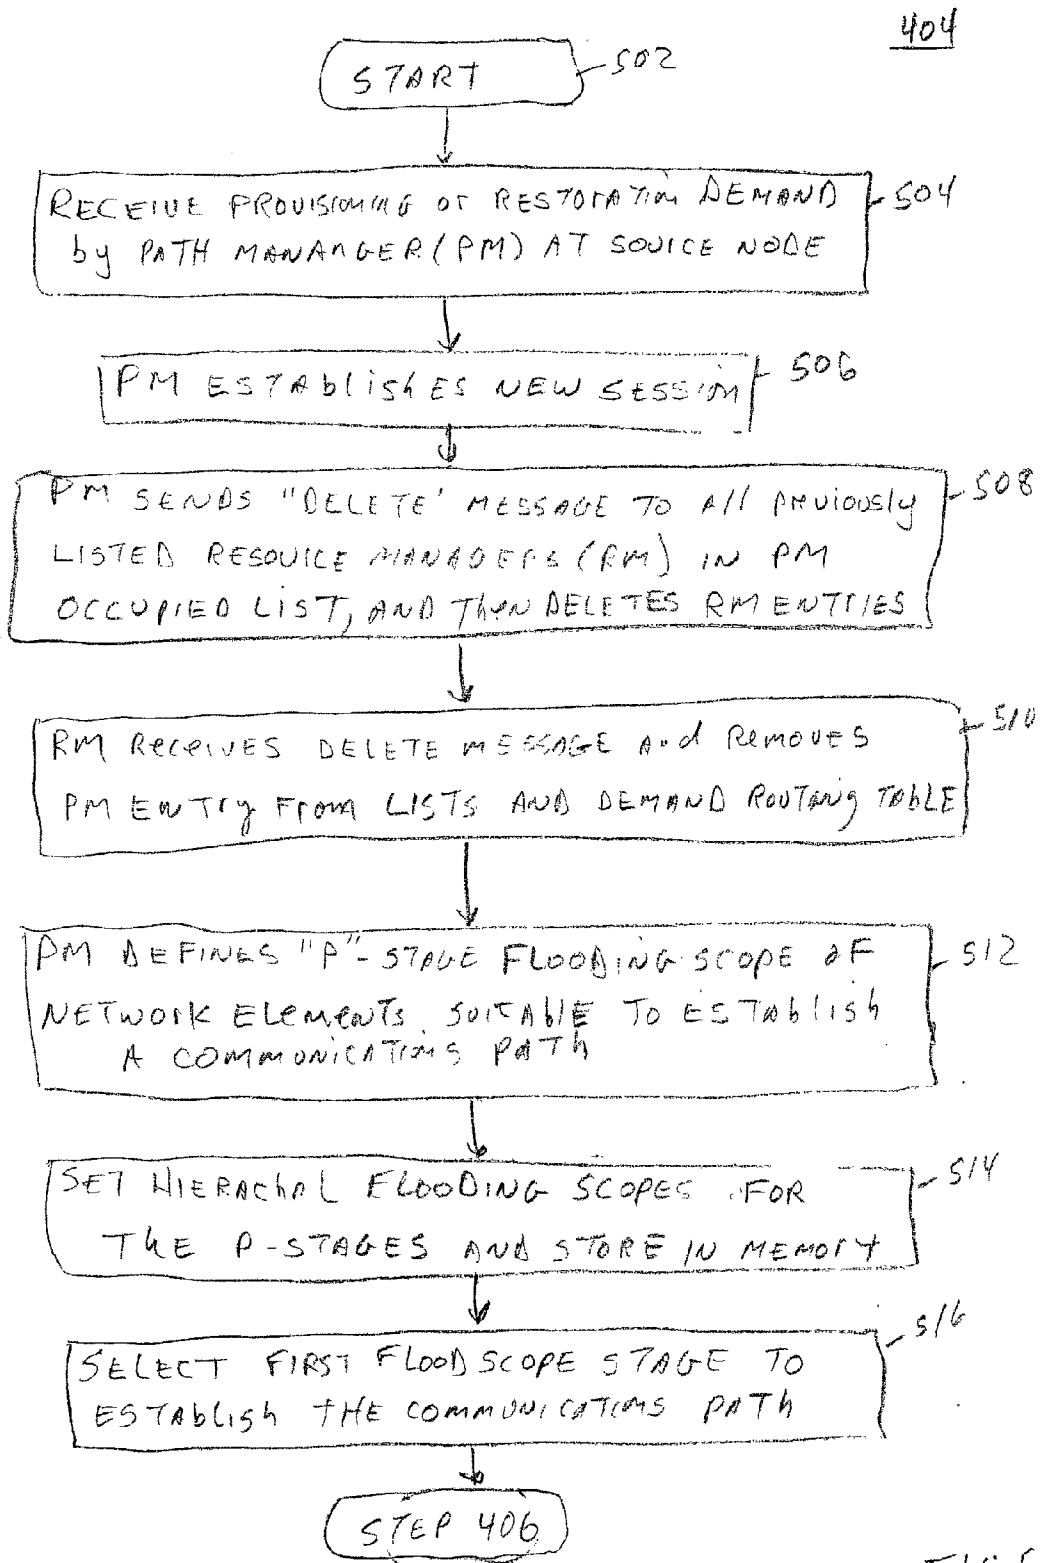 404
START
502
RECEIVE PROVISIONING or RESTORATION DEMAND
504
by PATH MANANGER (PM) AT SOURCE NODE
PM ESTABlishES NEW SESSION
506
PM SENDS "DELETE' MESSAGE TO All PREVIOUSly
508
LISTED RESOURCE MANAGERS (RM) IN PM
OCCUPIED LIST, AND ThEN DELETES RM ENTRIES
RM RECEIVES DELETE MESSAGE And REMOVES
510
PM ENTRy From LISTS AND DEMAND ROUTING TABLE
PM DEFINES "P"-STAGE FLOODING SCOPE OF
512
NETWORK ElEMENTS SUITABlE TO ESTABlish
A COMMUNICATIONS PATh
SET HIERACHAL FLOODING SCOPES FOR
514
ThE P-STAGES AND STORE IN MEMORY
516
SELECT FIRST FLOOD SCOPE STAGE TO
ESTABlish THE COMMUNICATIONS PATh
STEP 406